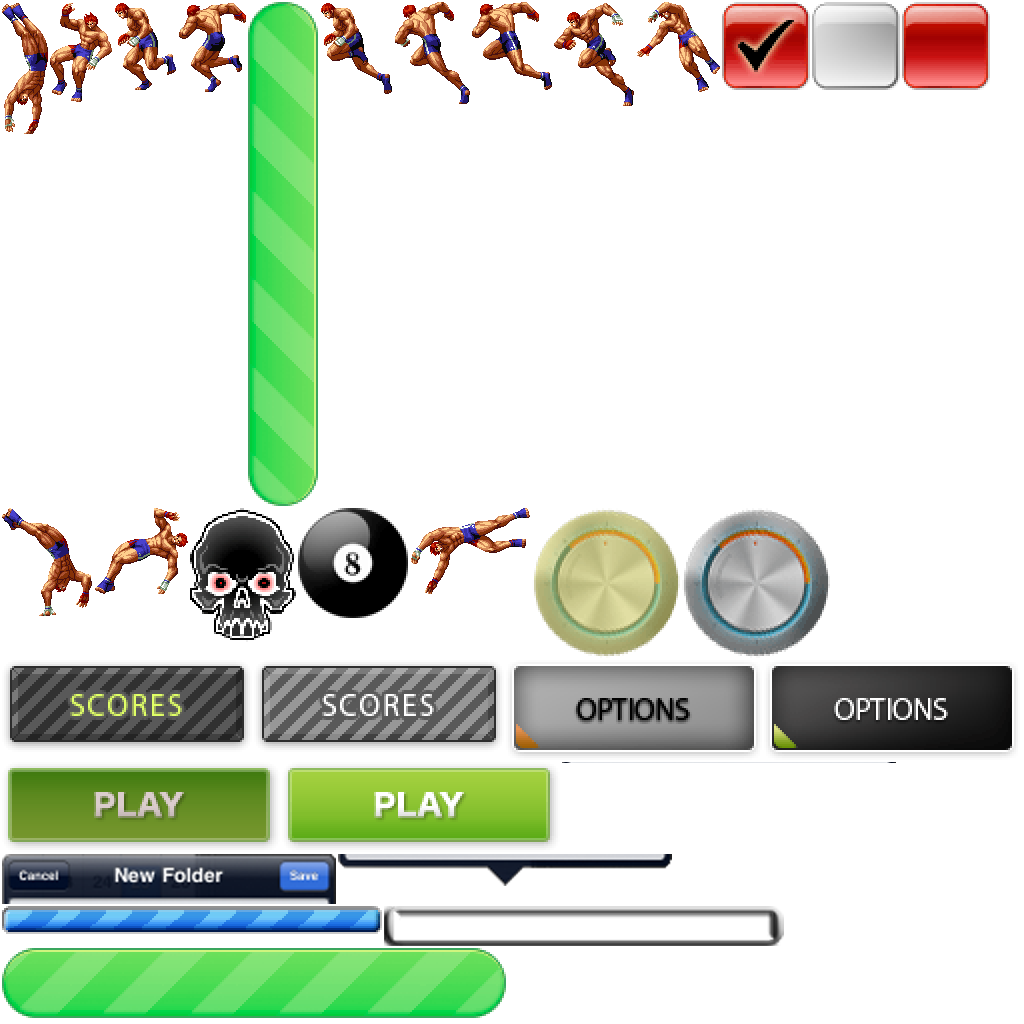 8
SCORES
SCORES
OPTIONS
OPTIONS
PLAY
PLAY
Cancel
New Folder
Save